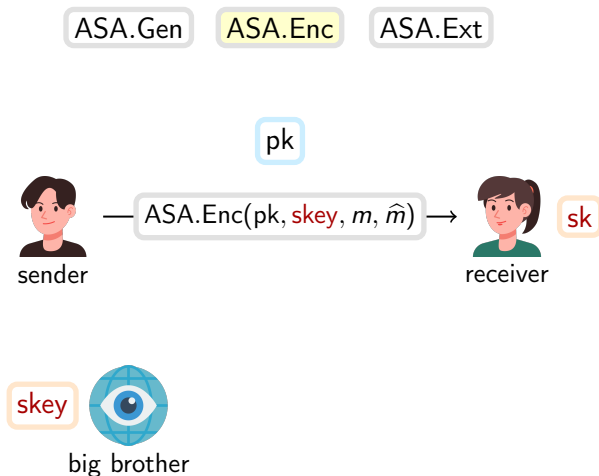 ASA.Gen ASA.Enc ASA.Ext
pk
ASA.Enc(pk, skey, m, m̂)
sk
sender
receiver
skey
big brother